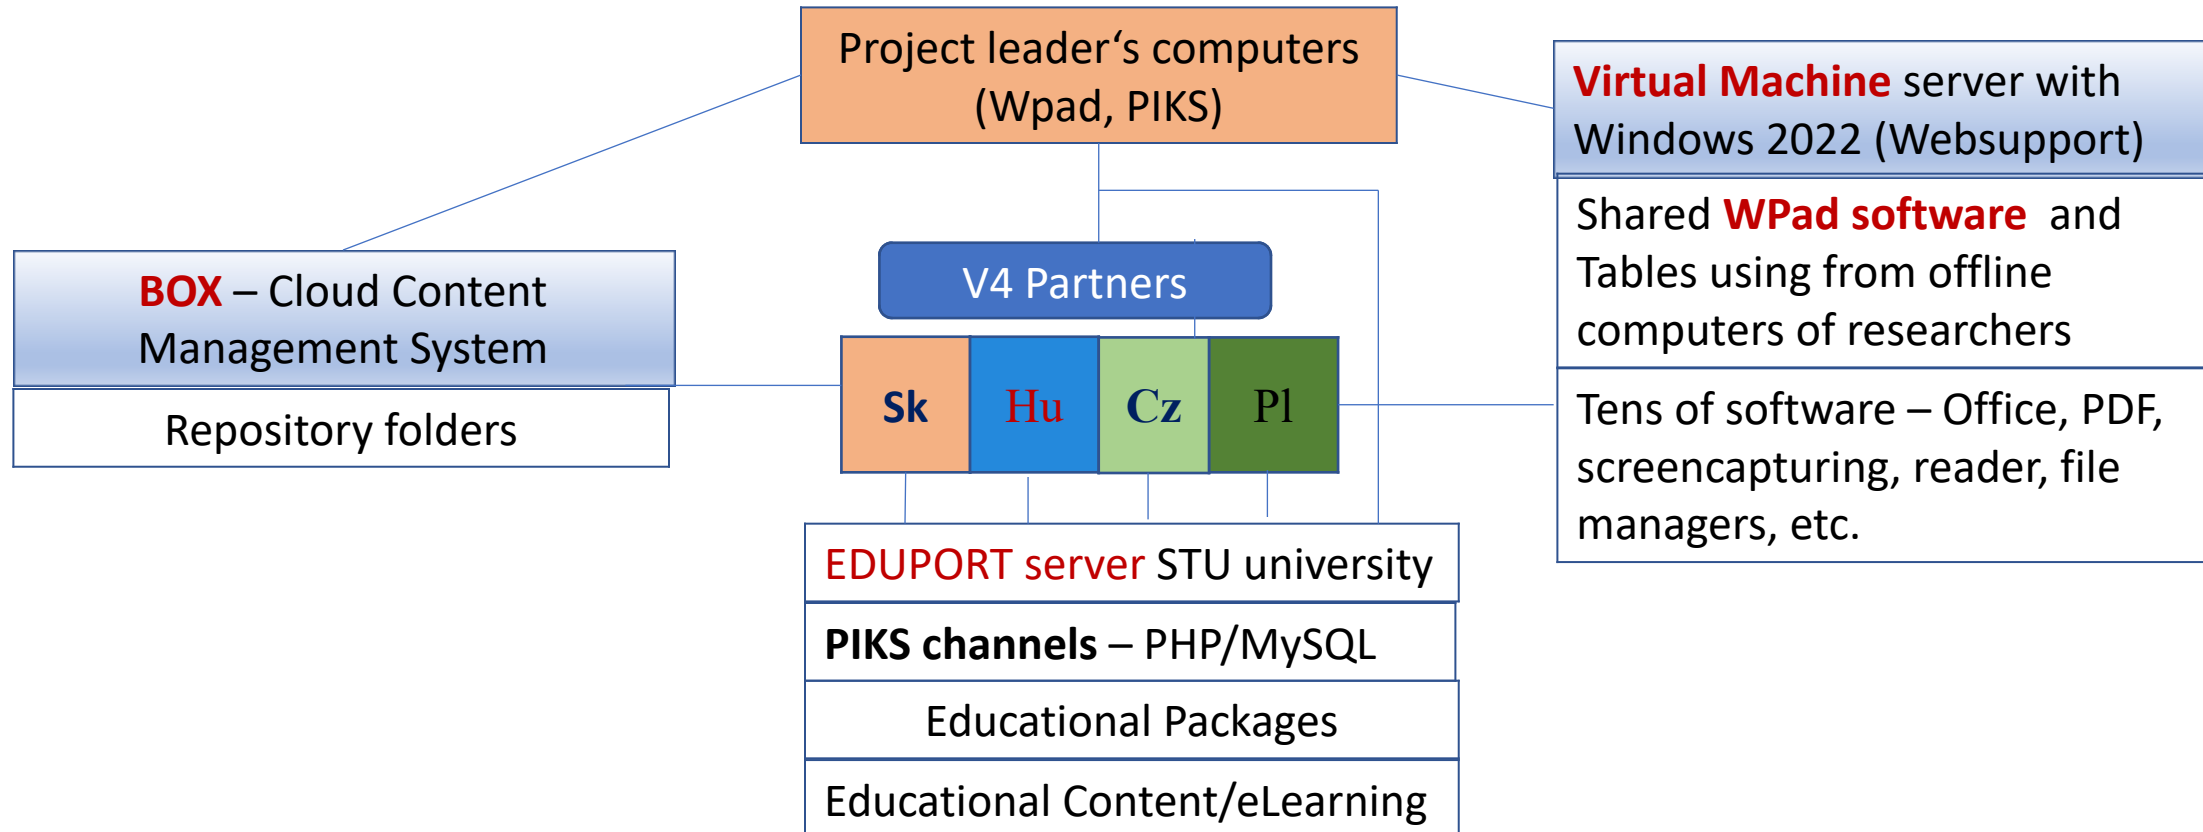 Project leader‘s computers
(Wpad, PIKS)
Virtual Machine server with
Windows 2022 (Websupport)
Shared WPad software and
Tables using from offline
computers of researchers
Tens of software – Office, PDF,
screencapturing, reader, file
managers, etc.
BOX – Cloud Content
Management System
Repository folders
V4 Partners
Sk
Hu
Cz
Pl
EDUPORT server STU university
PIKS channels – PHP/MySQL
Educational Packages
Educational Content/eLearning